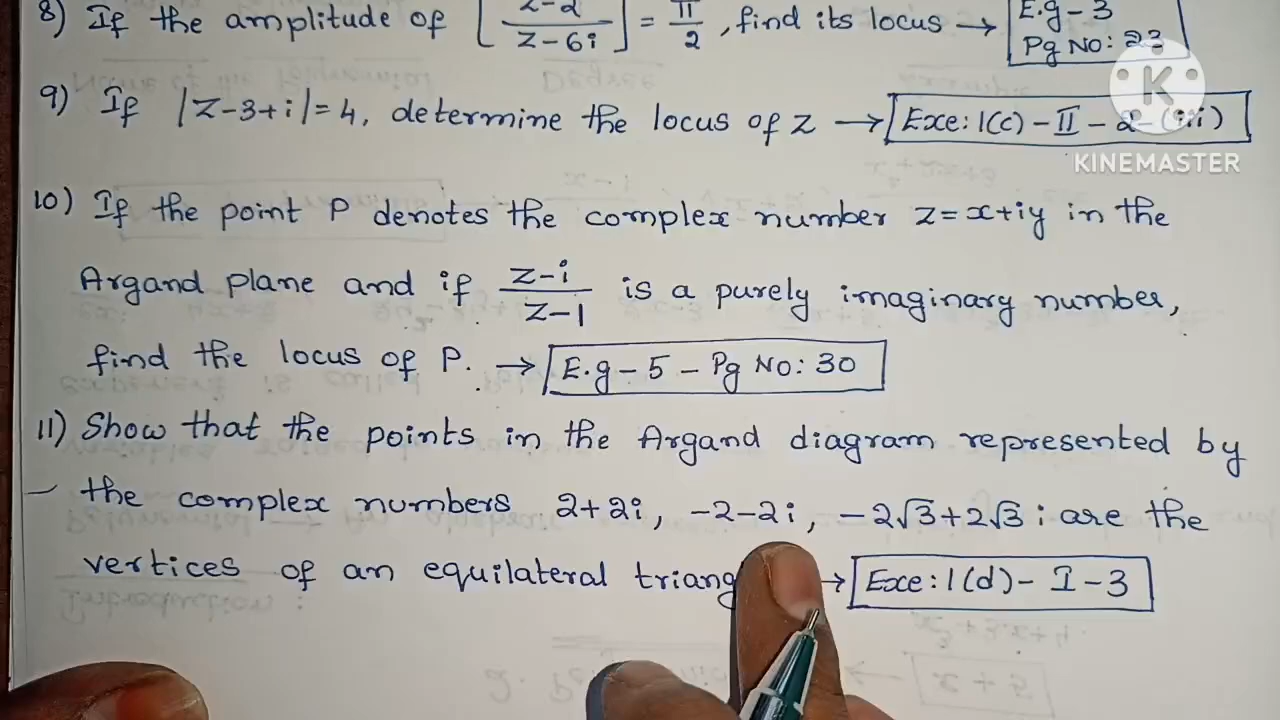 8) If the amplitude of [z-2/z-6i] = π/2, find its locus → E.g-3
Pg No: 23
9) If |z-3+i|=4, determine the locus of z → Exe: 1(c) - II - 2 - (iii)
KINEMASTER
10) If the point P denotes the complex number z=x+iy in the
Argand plane and if z-i/z-1 is a purely imaginary number,
find the locus of P. → E.g-5 - Pg No: 30
11) Show that the points in the Argand diagram represented by
the complex numbers 2+2i, -2-2i, -2√3+2√3i are the
vertices of an equilateral triang → Exe: 1(d) - I - 3